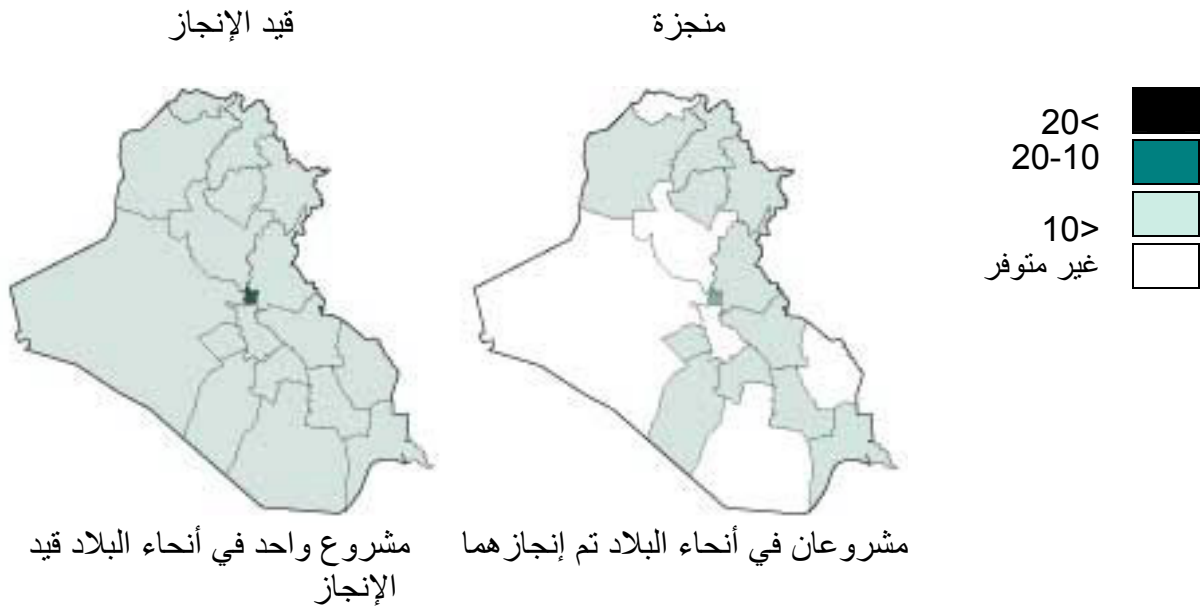 منجزة
قيد الإنجاز
20<
20-10
10>
غير متوفر
مشروعان في أنحاء البلاد تم إنجازهما
مشروع واحد في أنحاء البلاد قيد
الإنجاز